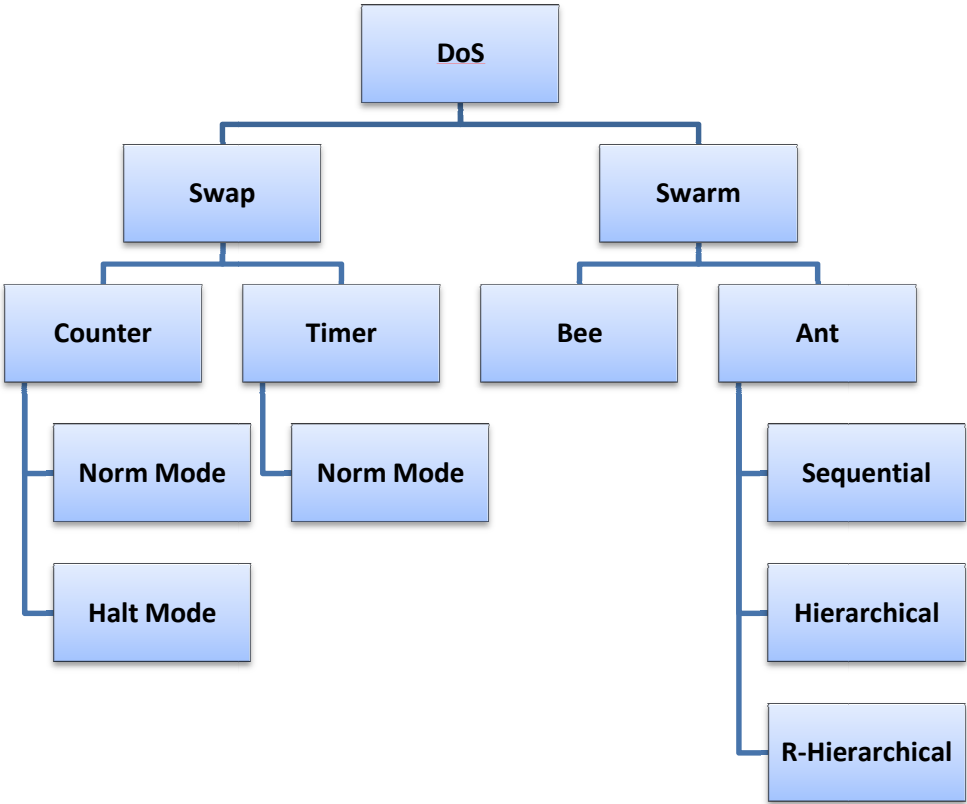 DoS
Swap
Swarm
Counter
Timer
Bee
Ant
Norm Mode
Norm Mode
Sequential
Halt Mode
Hierarchical
R-Hierarchical